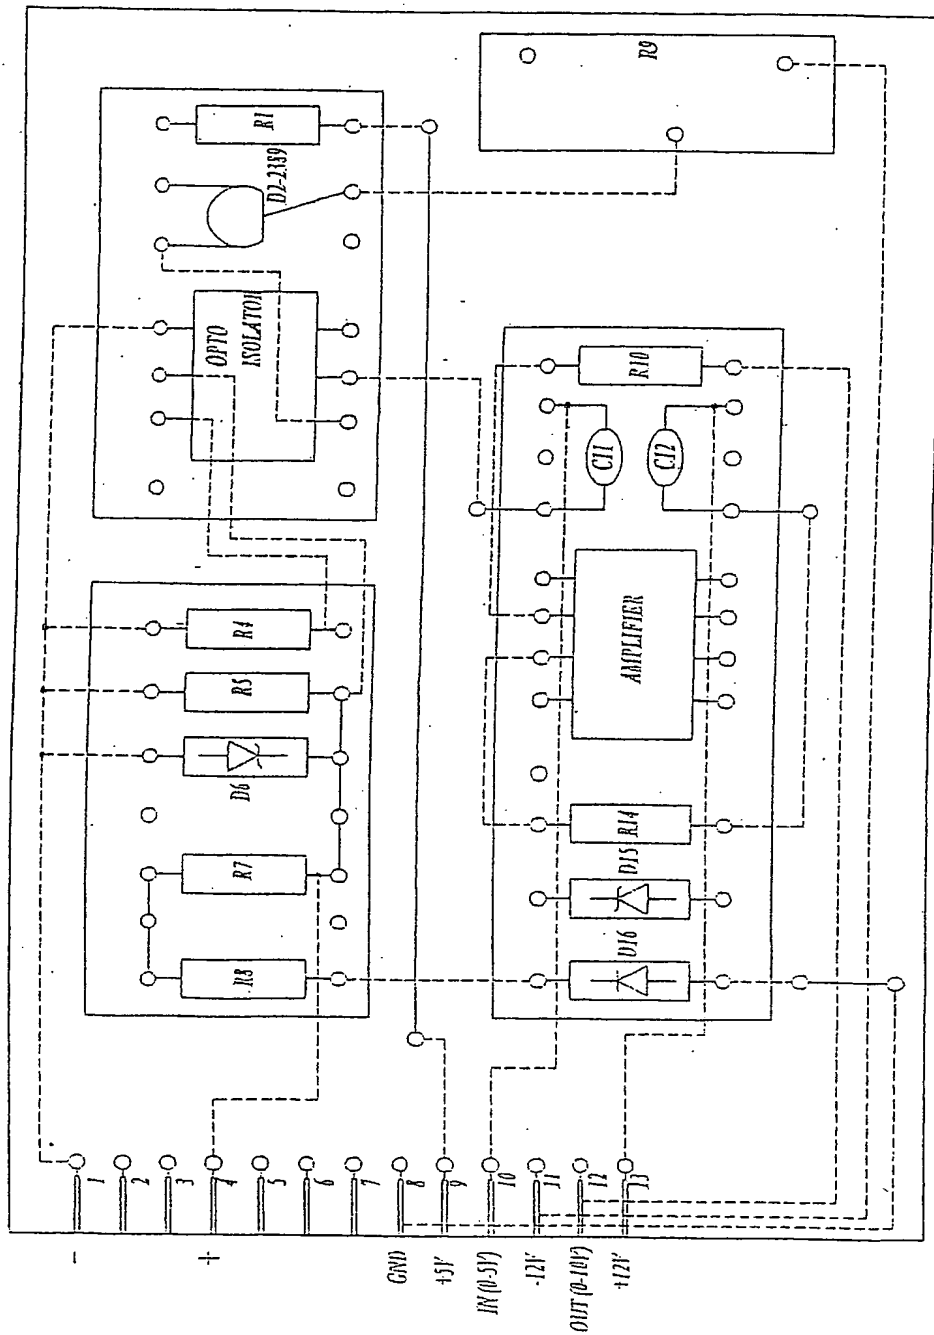 R9
R1
D2-2389
OPTO
ISOLATOR
R10
C11
C12
R4
R5
AMPLIFIER
D6
R7
R14
D15
R8
D16
1
2
3
4
5
6
7
8
9
10
11
12
13
-
+
GND
+5V
IN (0-5V)
-12V
OUT (0-10V)
+12V